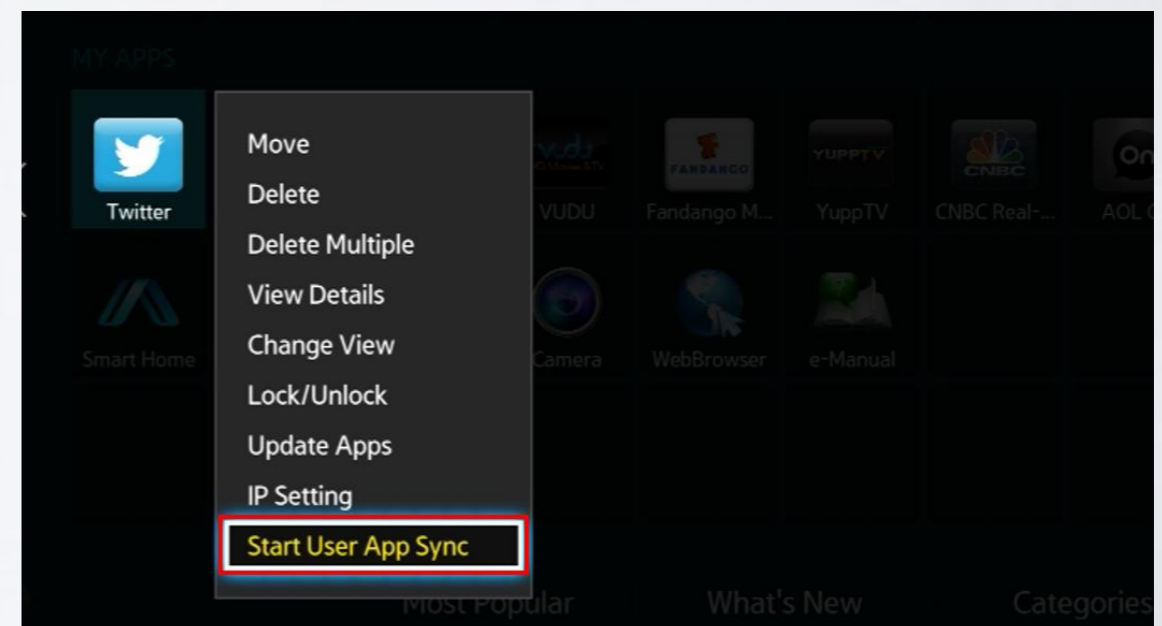 MY APPS
Twitter
Move
Delete
Delete Multiple
View Details
Change View
Lock/Unlock
Update Apps
IP Setting
Start User App Sync
vudu
VUDU
FANDANGO
Fandango M...
YUPPTV
YuppTV
CNBC
CNBC Real-...
On
AOL
Smart Home
Camera
WebBrowser
e-Manual
Most Popular
What's New
Categories